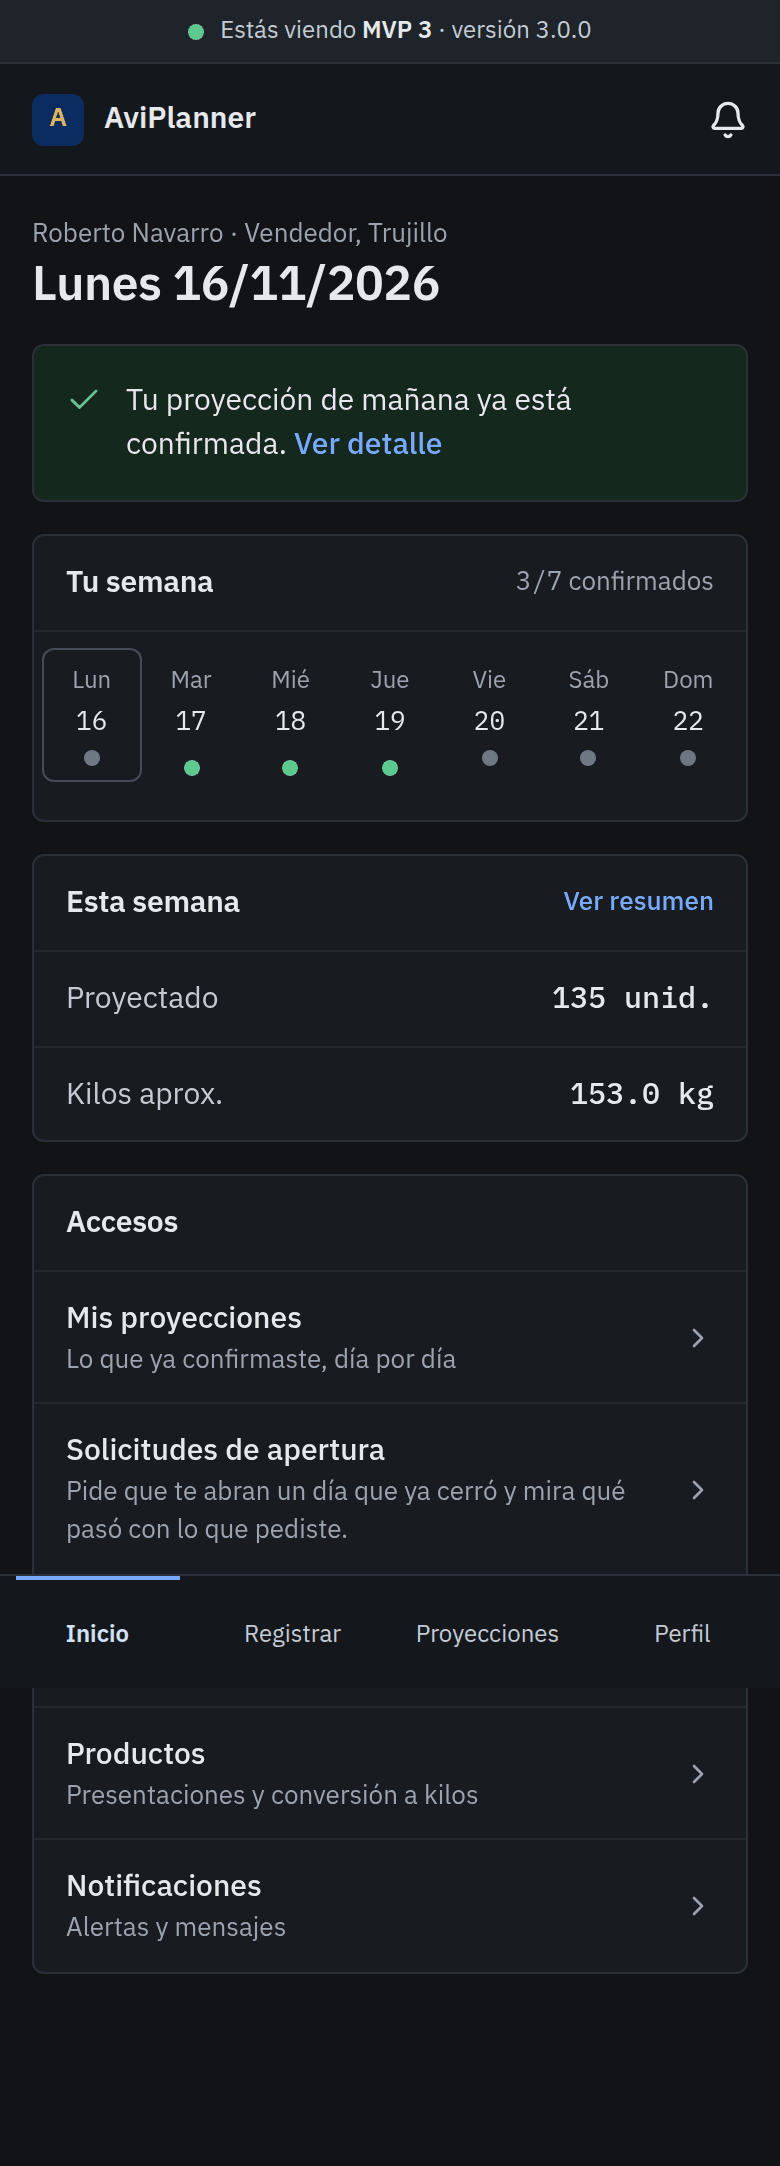 Estás viendo MVP 3 · versión 3.0.0
A AviPlanner
Roberto Navarro · Vendedor, Trujillo
Lunes 16/11/2026
Tu proyección de mañana ya está
confirmada. Ver detalle
Tu semana 3/7 confirmados
Lun Mar Mié Jue Vie Sáb Dom
16 17 18 19 20 21 22
Esta semana Ver resumen
Proyectado 135 unid.
Kilos aprox. 153.0 kg
Accesos
Mis proyecciones
Lo que ya confirmaste, día por día
Solicitudes de apertura
Pide que te abran un día que ya cerró y mira qué
pasó con lo que pediste.
Inicio Registrar Proyecciones Perfil
Productos
Presentaciones y conversión a kilos
Notificaciones
Alertas y mensajes